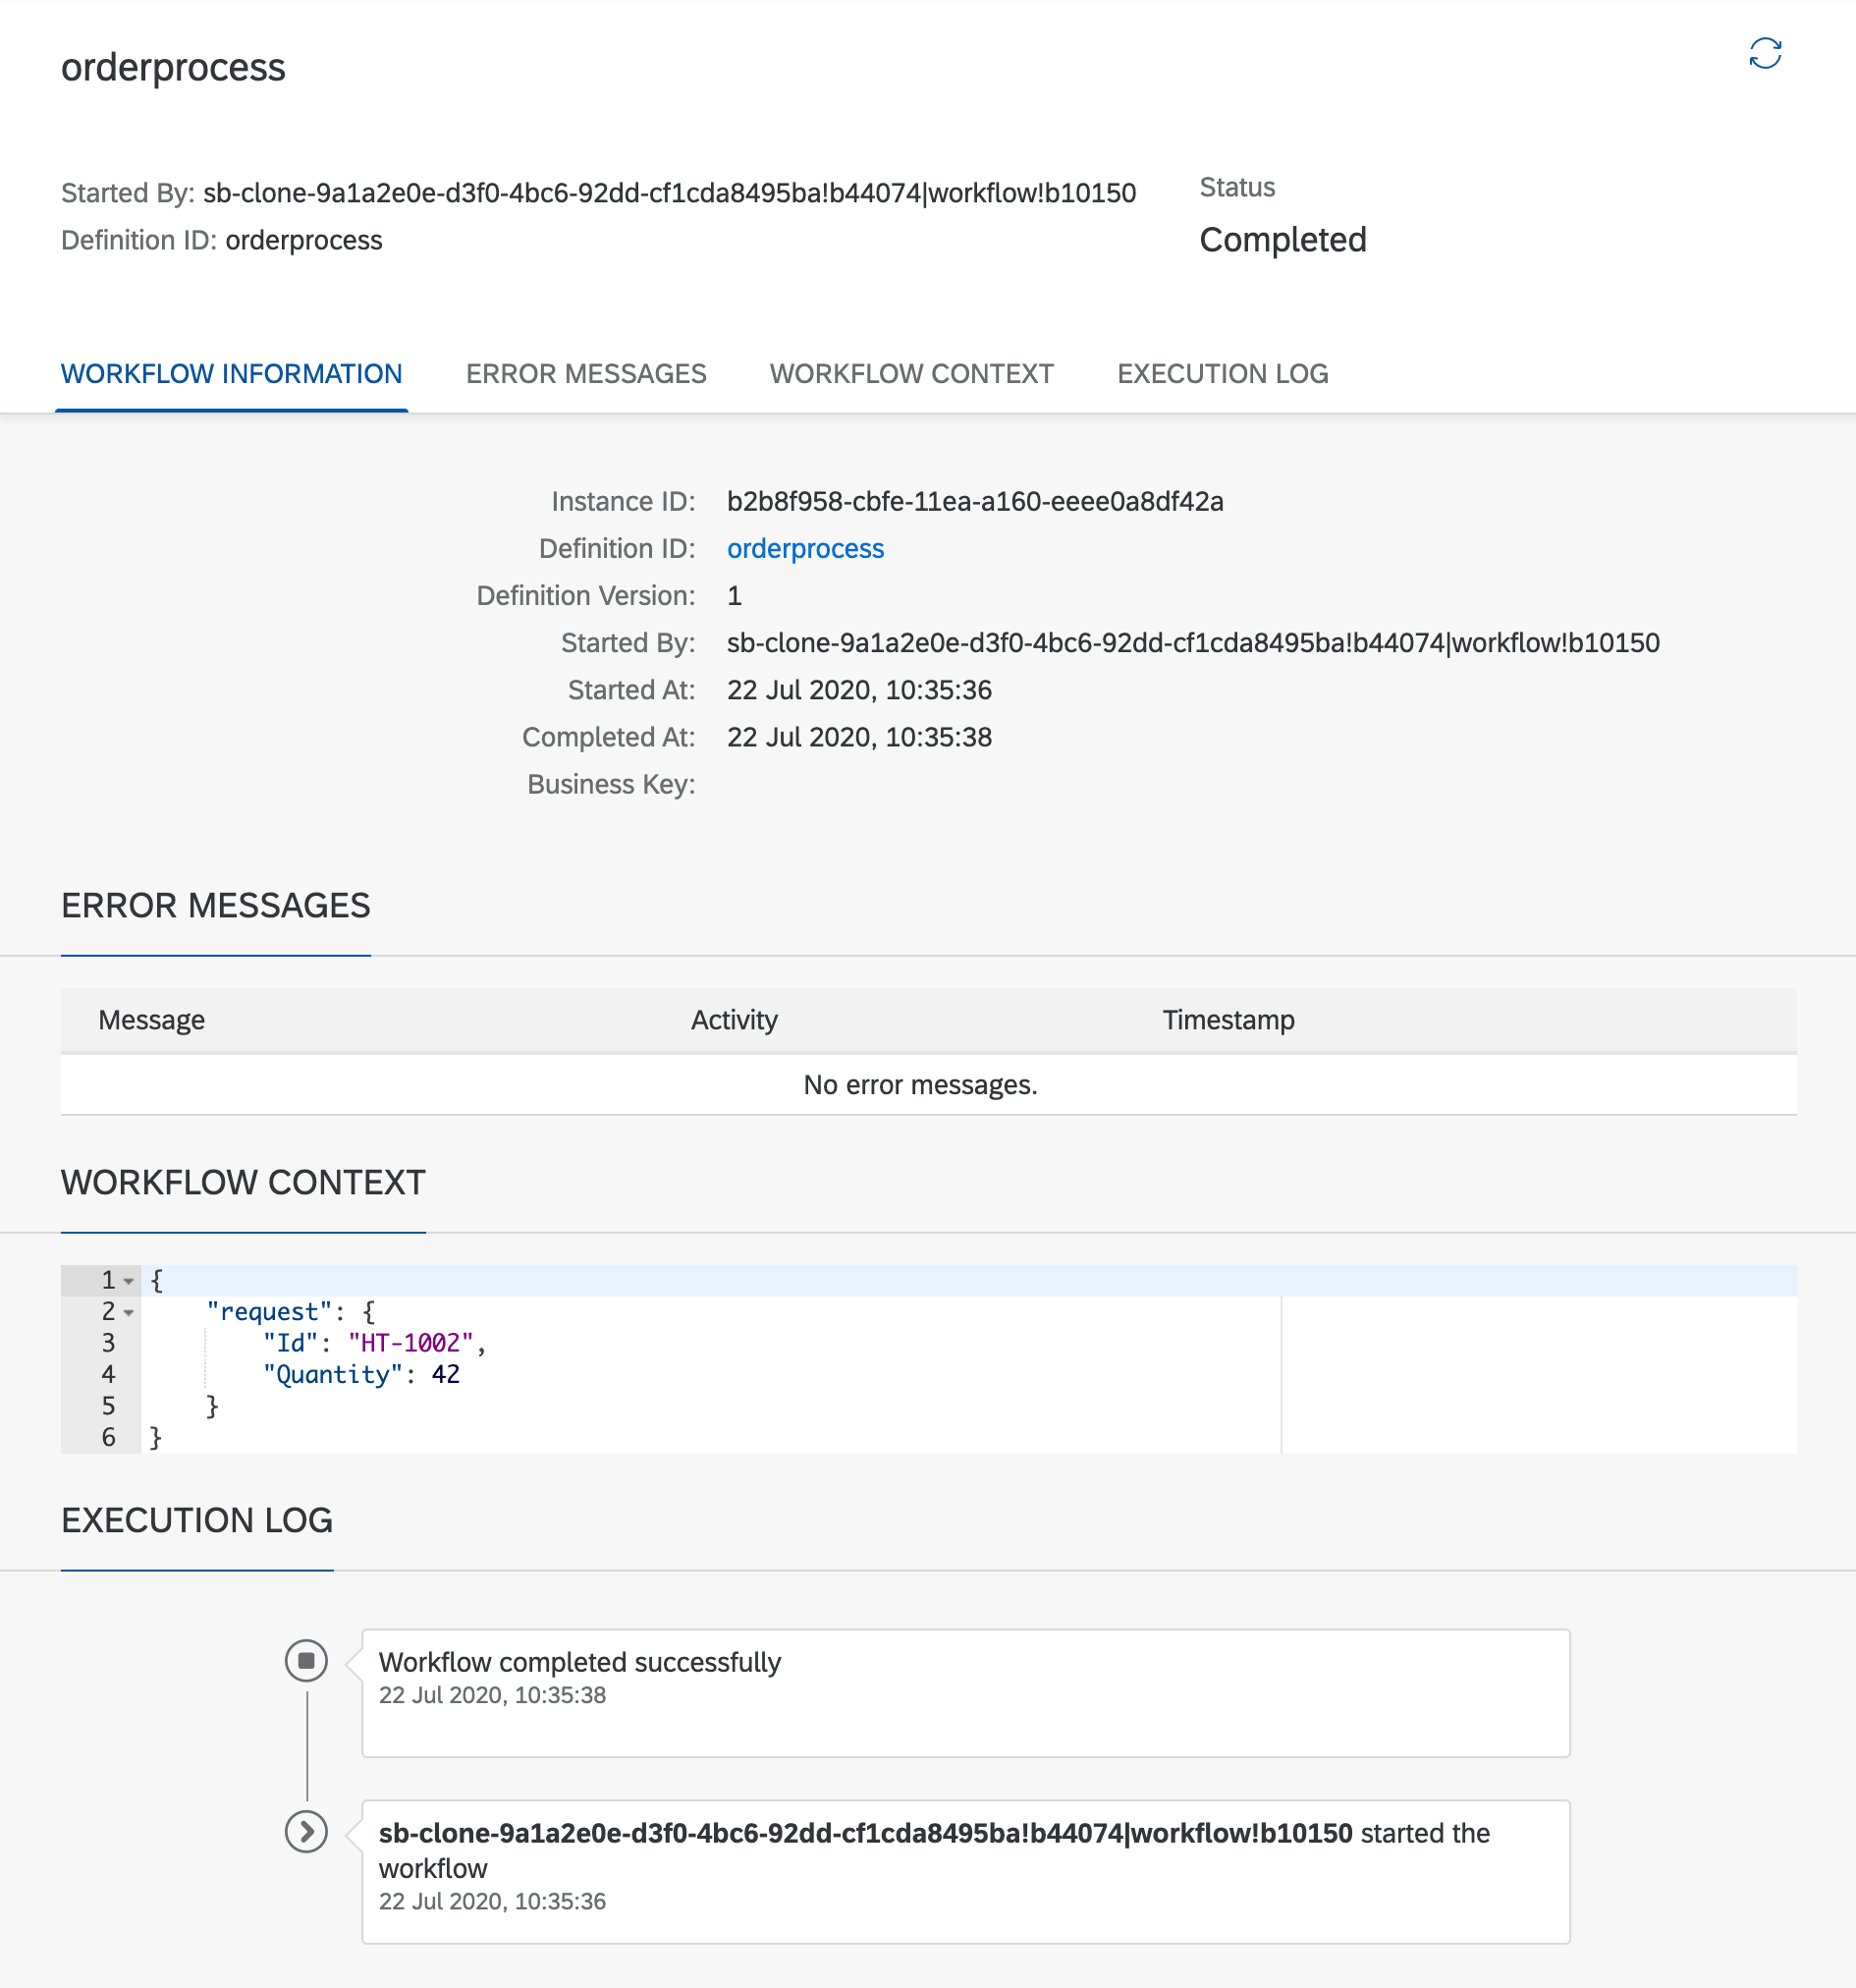 orderprocess
Started By: sb-clone-9a1a2e0e-d3f0-4bc6-92dd-cf1cda8495ba!b44074|workflow!b10150
Definition ID: orderprocess
Status
Completed
WORKFLOW INFORMATION ERROR MESSAGES WORKFLOW CONTEXT EXECUTION LOG
Instance ID: b2b8f958-cbfe-11ea-a160-eeee0a8df42a
Definition ID: orderprocess
Definition Version: 1
Started By: sb-clone-9a1a2e0e-d3f0-4bc6-92dd-cf1cda8495ba!b44074|workflow!b10150
Started At: 22 Jul 2020, 10:35:36
Completed At: 22 Jul 2020, 10:35:38
Business Key:
ERROR MESSAGES
Message Activity Timestamp
No error messages.
WORKFLOW CONTEXT
1 {
2     "request": {
3         "Id": "HT-1002",
4         "Quantity": 42
5     }
6 }
EXECUTION LOG
Workflow completed successfully
22 Jul 2020, 10:35:38
sb-clone-9a1a2e0e-d3f0-4bc6-92dd-cf1cda8495ba!b44074|workflow!b10150 started the
workflow
22 Jul 2020, 10:35:36